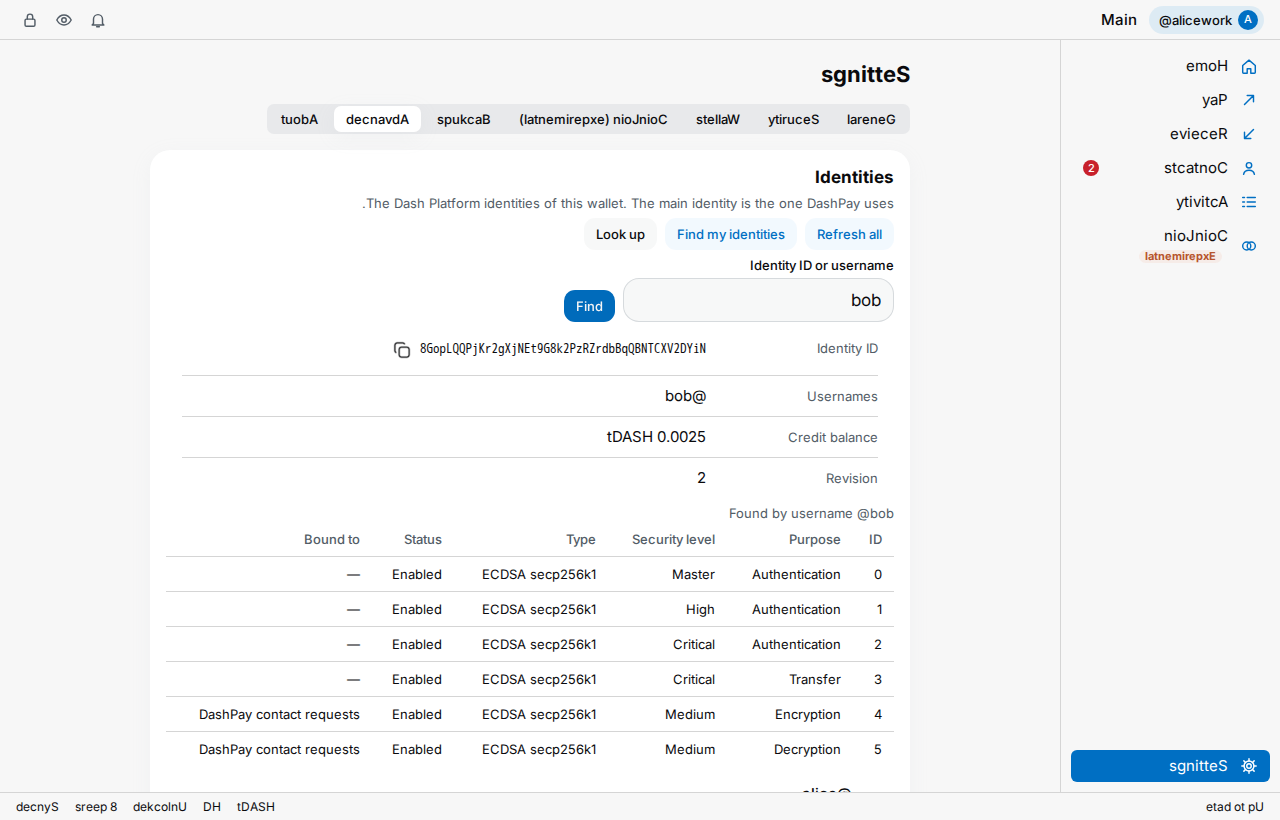 Main @alicework A
sgnitteS
emoH
yaP
evieceR
stcatnoC 2
ytivitcA
nioJnioC
latnemirepxE
sgnitteS
lareneG ytiruceS stellaW (latnemirepxe) nioJnioC spukcaB decnavdA tuobA
Identities
.The Dash Platform identities of this wallet. The main identity is the one DashPay uses
Refresh all Find my identities Look up
Identity ID or username
bob Find
Identity ID 8GopLQQPjKr2gXjNEt9G8k2PzRZrdbBqQBNTCXV2DYiN
Usernames bob@
Credit balance tDASH 0.0025
Revision 2
Found by username @bob
ID Purpose Security level Type Status Bound to
0 Authentication Master ECDSA secp256k1 Enabled —
1 Authentication High ECDSA secp256k1 Enabled —
2 Authentication Critical ECDSA secp256k1 Enabled —
3 Transfer Critical ECDSA secp256k1 Enabled —
4 Encryption Medium ECDSA secp256k1 Enabled DashPay contact requests
5 Decryption Medium ECDSA secp256k1 Enabled DashPay contact requests
etad ot pU tDASH DH dekcolnU sreep 8 decnyS